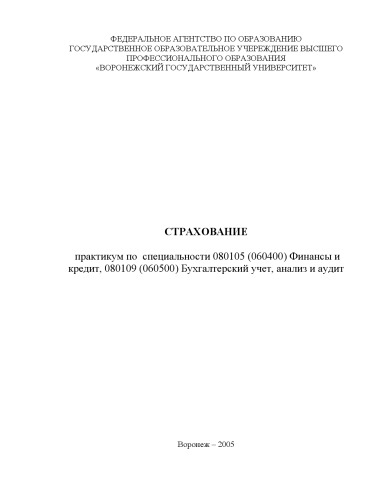 ФЕДЕРАЛЬНОЕ АГЕНТСТВО ПО ОБРАЗОВАНИЮ
ГОСУДАРСТВЕННОЕ ОБРАЗОВАТЕЛЬНОЕ УЧЕРЕЖДЕНИЕ ВЫСШЕГО
ПРОФЕССИОНАЛЬНОГО ОБРАЗОВАНИЯ
«ВОРОНЕЖСКИЙ ГОСУДАРСТВЕННЫЙ УНИВЕРСИТЕТ»
СТРАХОВАНИЕ
практикум по специальности 080105 (060400) Финансы и
кредит, 080109 (060500) Бухгалтерский учет, анализ и аудит
Воронеж – 2005